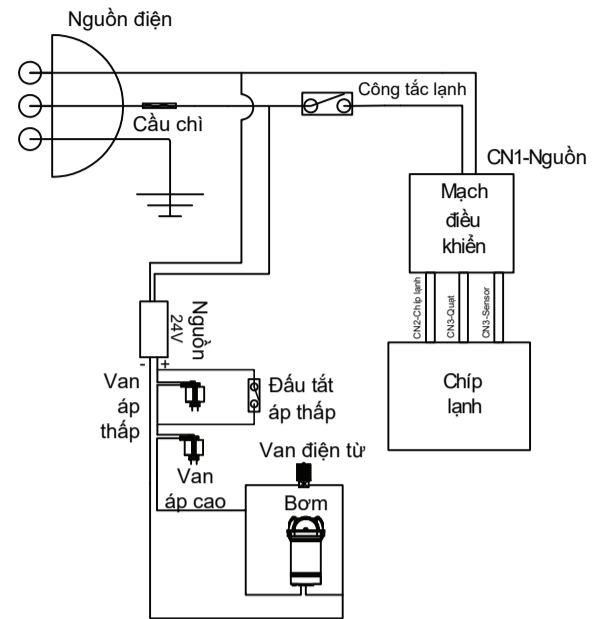 Nguồn điện
Cầu chì
Công tắc lạnh
CN1-Nguồn
Mạch
điều
khiển
CN2-Chip lạnh
CN3-Quạt
CN3-Sensor
Chíp
lạnh
Nguồn
24V
- +
Van
áp
thấp
Đấu tắt
áp thấp
Van
áp cao
Van điện từ
Bơm